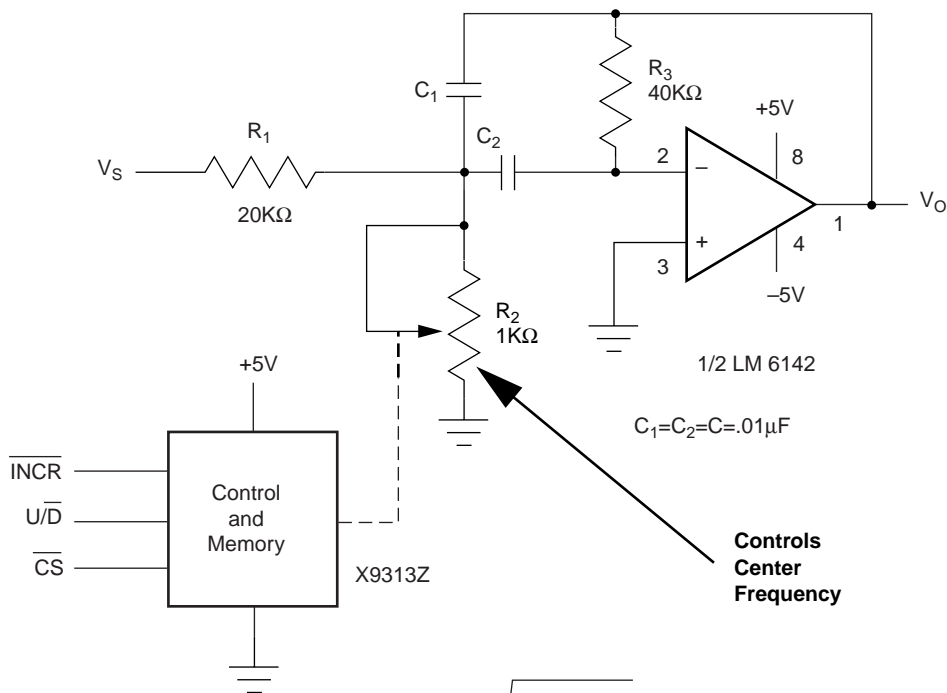 R3
40KΩ
C1
+5V
R1
C2
2
–
8
VS
VO
1
20KΩ
+
4
3
–5V
R2
1KΩ
+5V
1/2 LM 6142
C1=C2=C=.01μF
INCR
Control
and
Memory
U/D
CS
X9313Z
Controls
Center
Frequency